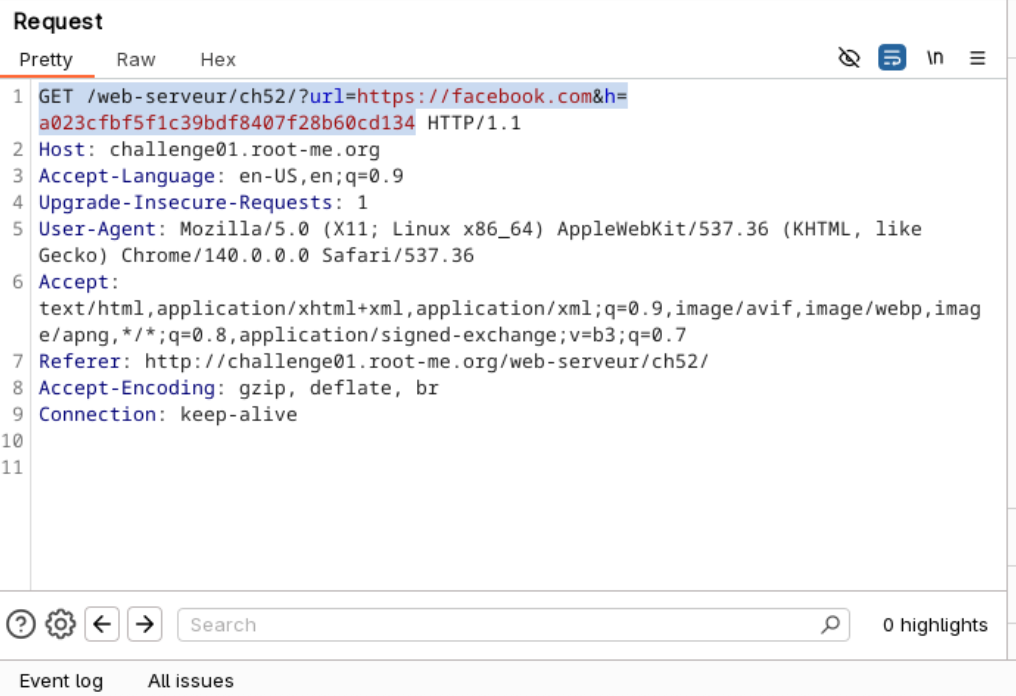 Request
Pretty Raw Hex \n
1 GET /web-serveur/ch52/?url=https://facebook.com&h=
a023cfbf5f1c39bdf8407f28b60cd134 HTTP/1.1
2 Host: challenge01.root-me.org
3 Accept-Language: en-US,en;q=0.9
4 Upgrade-Insecure-Requests: 1
5 User-Agent: Mozilla/5.0 (X11; Linux x86_64) AppleWebKit/537.36 (KHTML, like
Gecko) Chrome/140.0.0.0 Safari/537.36
6 Accept:
text/html,application/xhtml+xml,application/xml;q=0.9,image/avif,image/webp,imag
e/apng,*/*;q=0.8,application/signed-exchange;v=b3;q=0.7
7 Referer: http://challenge01.root-me.org/web-serveur/ch52/
8 Accept-Encoding: gzip, deflate, br
9 Connection: keep-alive
10
11
Search 0 highlights
Event log All issues